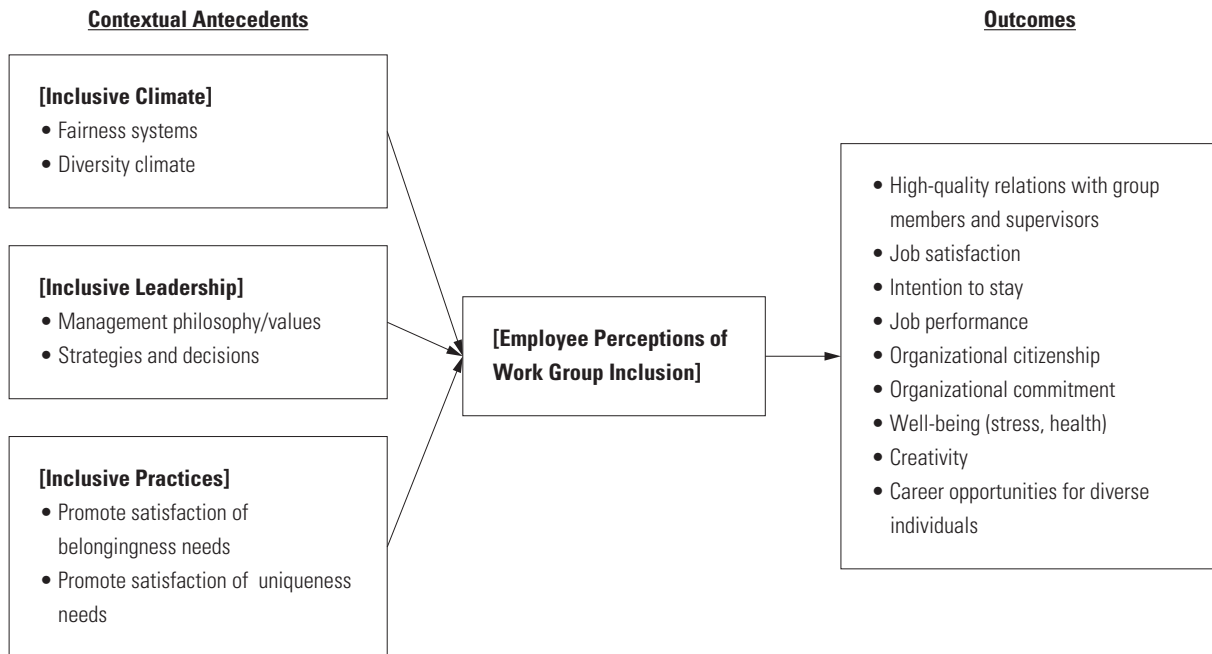 Contextual Antecedents
[Inclusive Climate]
• Fairness systems
• Diversity climate
[Inclusive Leadership]
• Management philosophy/values
• Strategies and decisions
[Inclusive Practices]
• Promote satisfaction of
belongingness needs
• Promote satisfaction of uniqueness
needs
[Employee Perceptions of
Work Group Inclusion]
Outcomes
• High-quality relations with group
members and supervisors
• Job satisfaction
• Intention to stay
• Job performance
• Organizational citizenship
• Organizational commitment
• Well-being (stress, health)
• Creativity
• Career opportunities for diverse
individuals